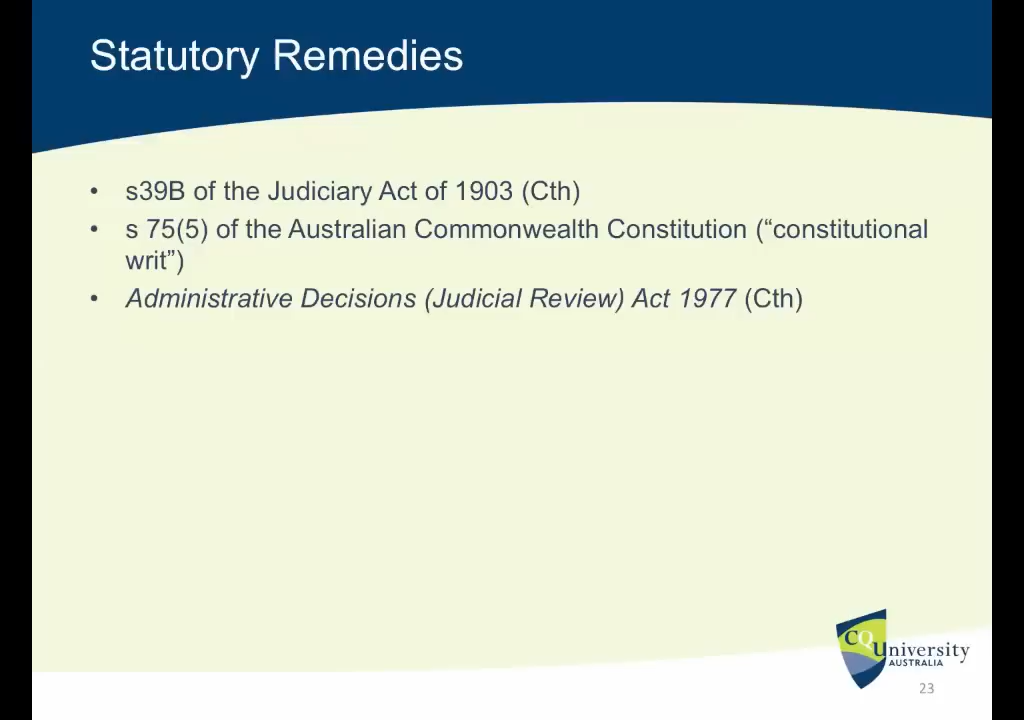 Statutory Remedies
• s39B of the Judiciary Act of 1903 (Cth)
• s 75(5) of the Australian Commonwealth Constitution (“constitutional
writ”)
• Administrative Decisions (Judicial Review) Act 1977 (Cth)
CQUniversity
AUSTRALIA
23